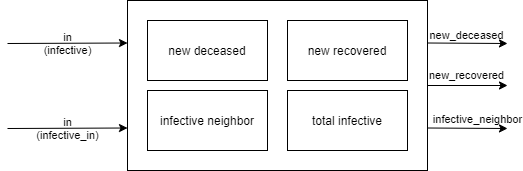 in
(infective)
new deceased
new recovered
new_deceased
new_recovered
in
(infective_in)
infective neighbor
total infective
infective_neighbor